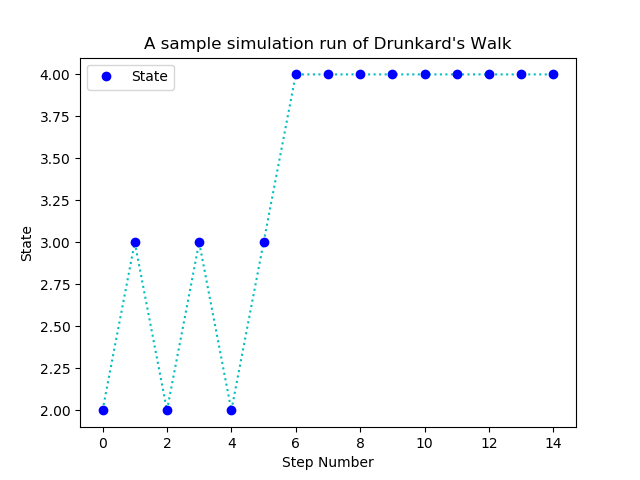 A sample simulation run of Drunkard's Walk
State
4.00
3.75
3.50
3.25
3.00
2.75
2.50
2.25
2.00
State
0 2 4 6 8 10 12 14
Step Number